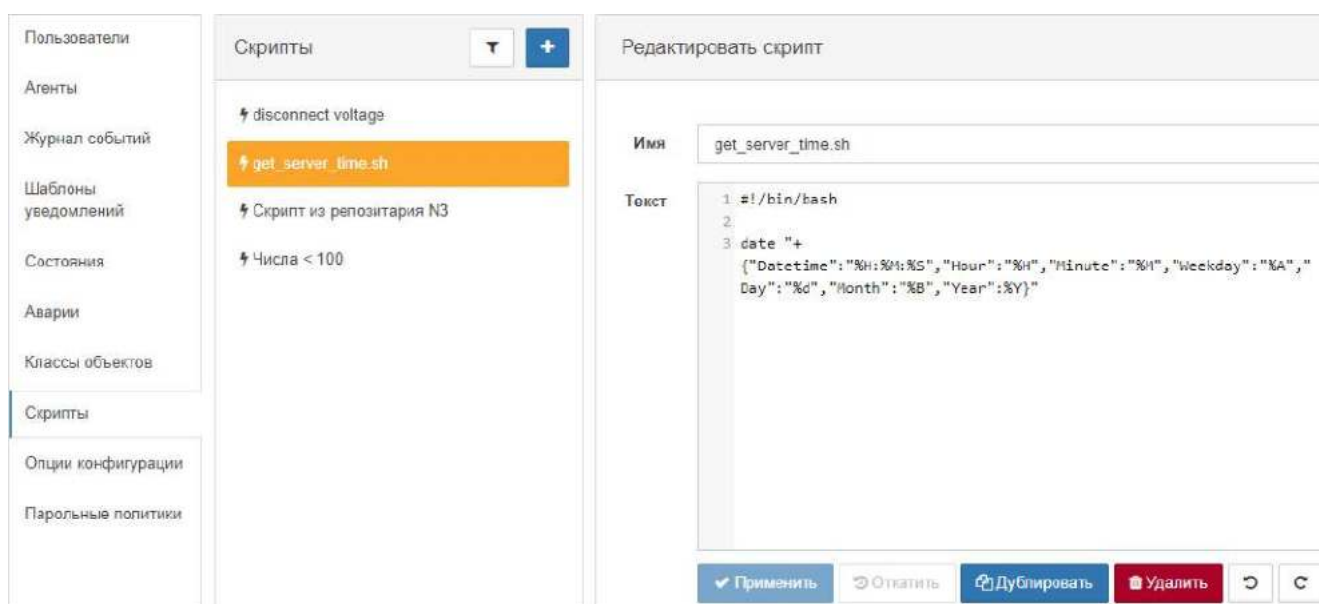 Пользователи
Агенты
Журнал событий
Шаблоны
уведомлений
Состояния
Аварии
Классы объектов
Скрипты
Опции конфигурации
Парольные политики
Скрипты
disconnect voltage
get_server_time.sh
Скрипт из репозитария N3
Числа < 100
Редактировать скрипт
Имя
get_server_time.sh
Текст
1 #!/bin/bash
2
3 date "+
{"Datetime":"%H:%M:%S","Hour":"%H","Minute":"%M","Weekday":"%A","
Day":"%d","Month":"%B","Year":%Y}"
Применить
Откатить
Дублировать
Удалить